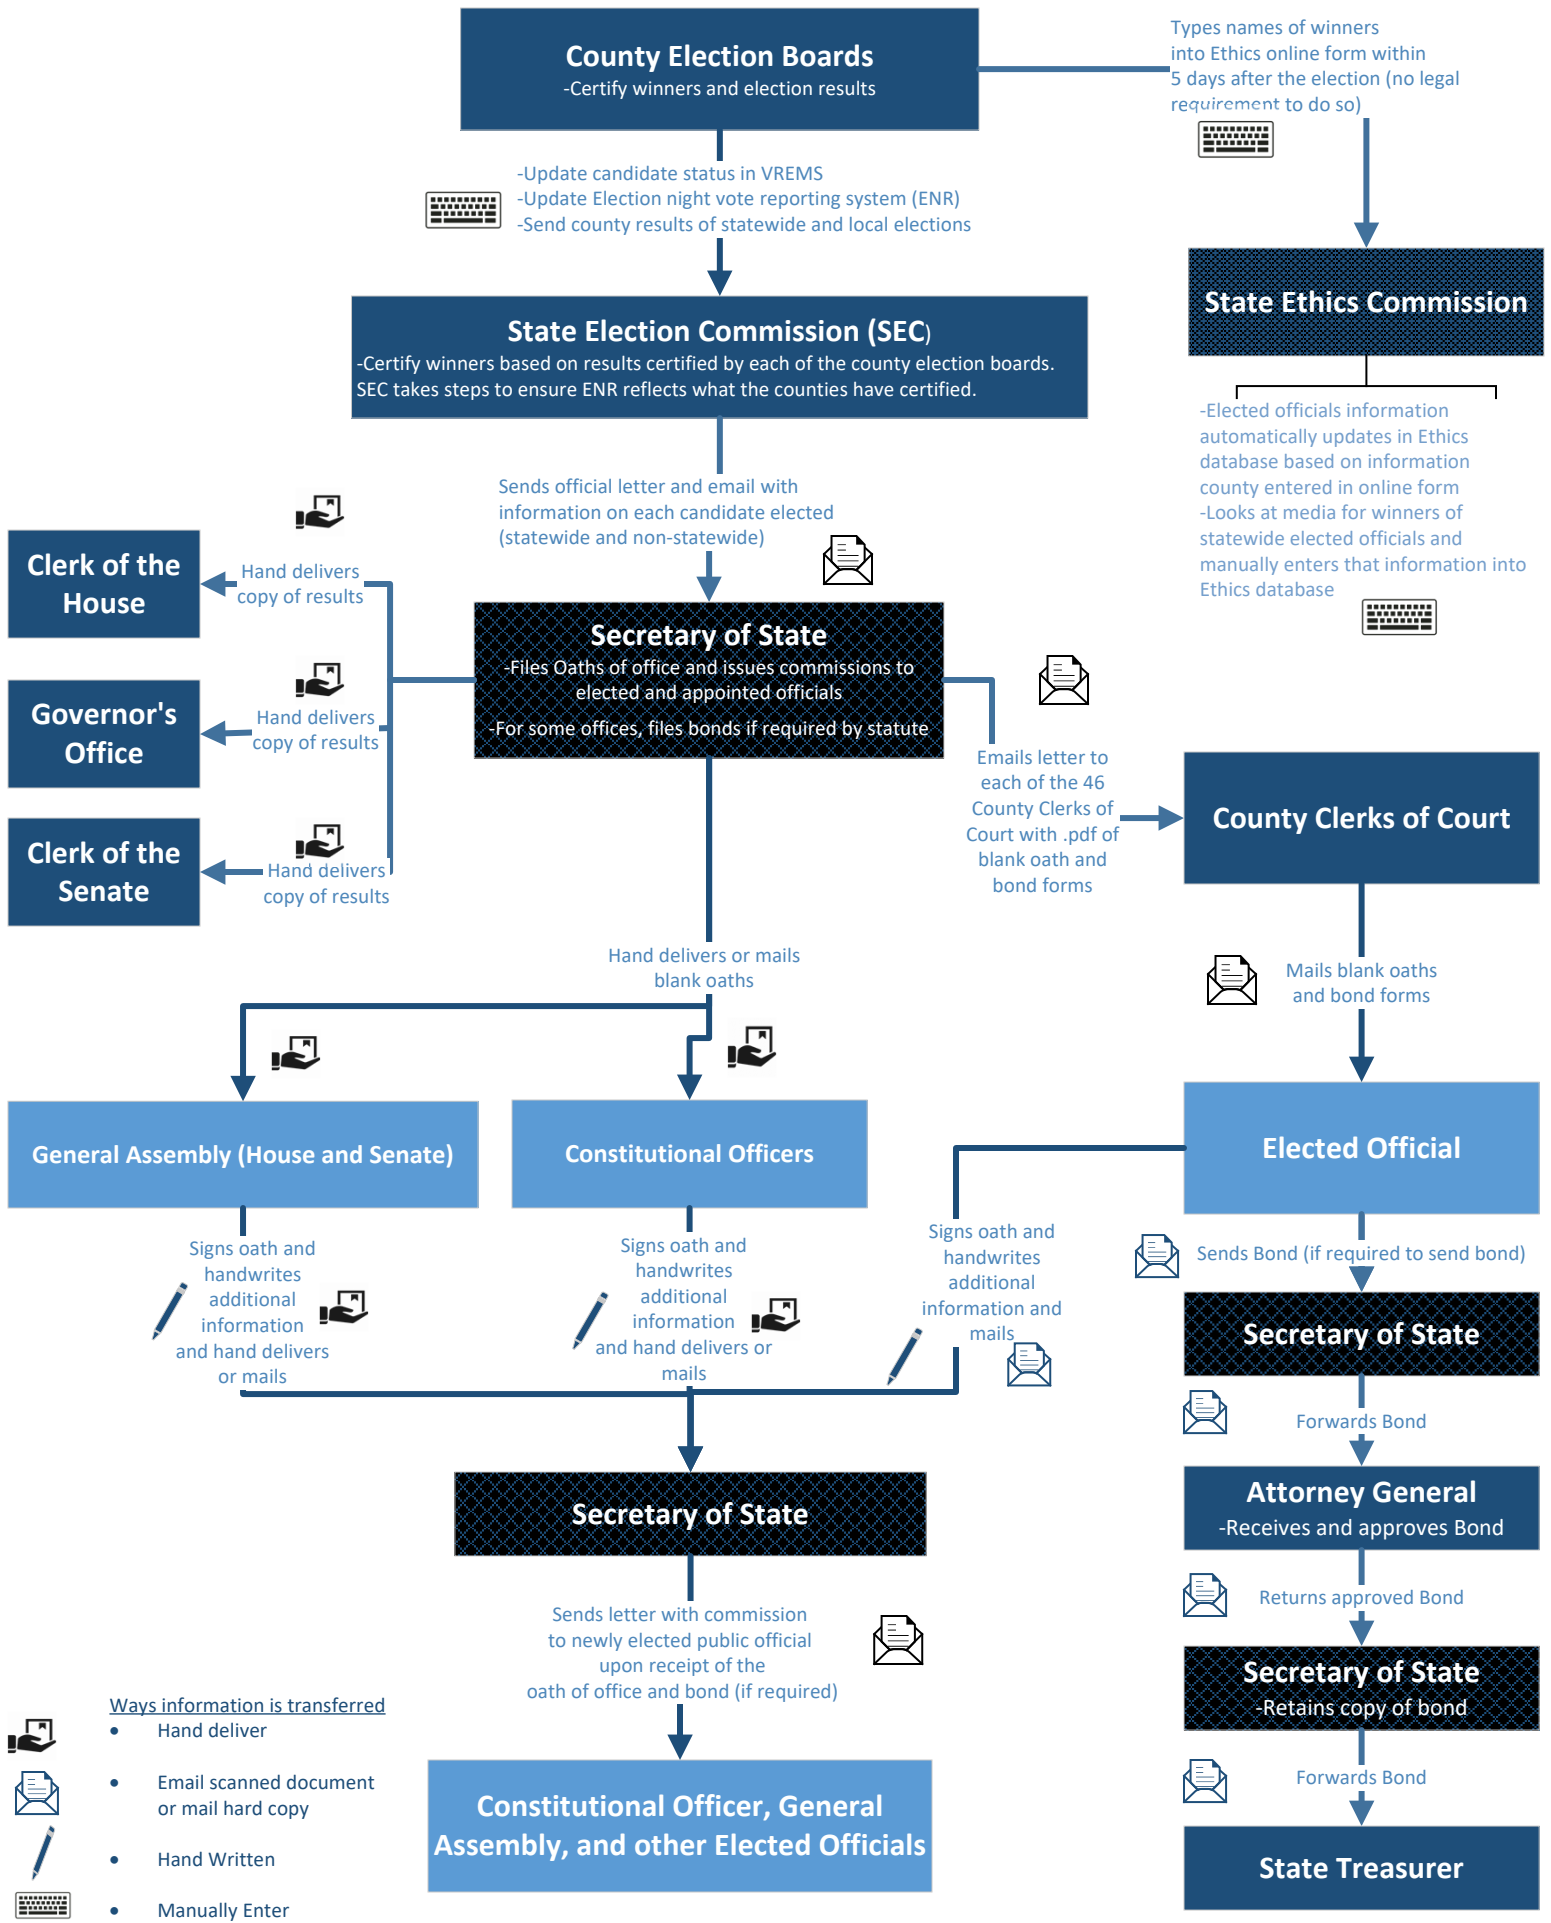 County Election Boards
-Certify winners and election results
Types names of winners
into Ethics online form within
5 days after the election (no legal
requirement to do so)
-Update candidate status in VREMS
-Update Election night vote reporting system (ENR)
-Send county results of statewide and local elections
State Ethics Commission
State Election Commission (SEC)
-Certify winners based on results certified by each of the county election boards.
SEC takes steps to ensure ENR reflects what the counties have certified.
-Elected officials information
automatically updates in Ethics
database based on information
county entered in online form
-Looks at media for winners of
statewide elected officials and
manually enters that information into
Ethics database
Sends official letter and email with
information on each candidate elected
(statewide and non-statewide)
Clerk of the
House
Hand delivers
copy of results
Secretary of State
-Files Oaths of office and issues commissions to
elected and appointed officials
-For some offices, files bonds if required by statute
Governor's
Office
Hand delivers
copy of results
Emails letter to
each of the 46
County Clerks of
Court with .pdf of
blank oath and
bond forms
County Clerks of Court
Clerk of the
Senate
Hand delivers
copy of results
Hand delivers or mails
blank oaths
Mails blank oaths
and bond forms
General Assembly (House and Senate)
Constitutional Officers
Elected Official
Signs oath and
handwrites
additional
information
and hand delivers
or mails
Signs oath and
handwrites
additional
information
and hand delivers or
mails
Signs oath and
handwrites
additional
information and
mails
Sends Bond (if required to send bond)
Secretary of State
Forwards Bond
Attorney General
-Receives and approves Bond
Secretary of State
Returns approved Bond
Sends letter with commission
to newly elected public official
upon receipt of the
oath of office and bond (if required)
Secretary of State
-Retains copy of bond
Forwards Bond
Constitutional Officer, General
Assembly, and other Elected Officials
State Treasurer
Ways information is transferred
• Hand deliver
• Email scanned document
or mail hard copy
• Hand Written
• Manually Enter